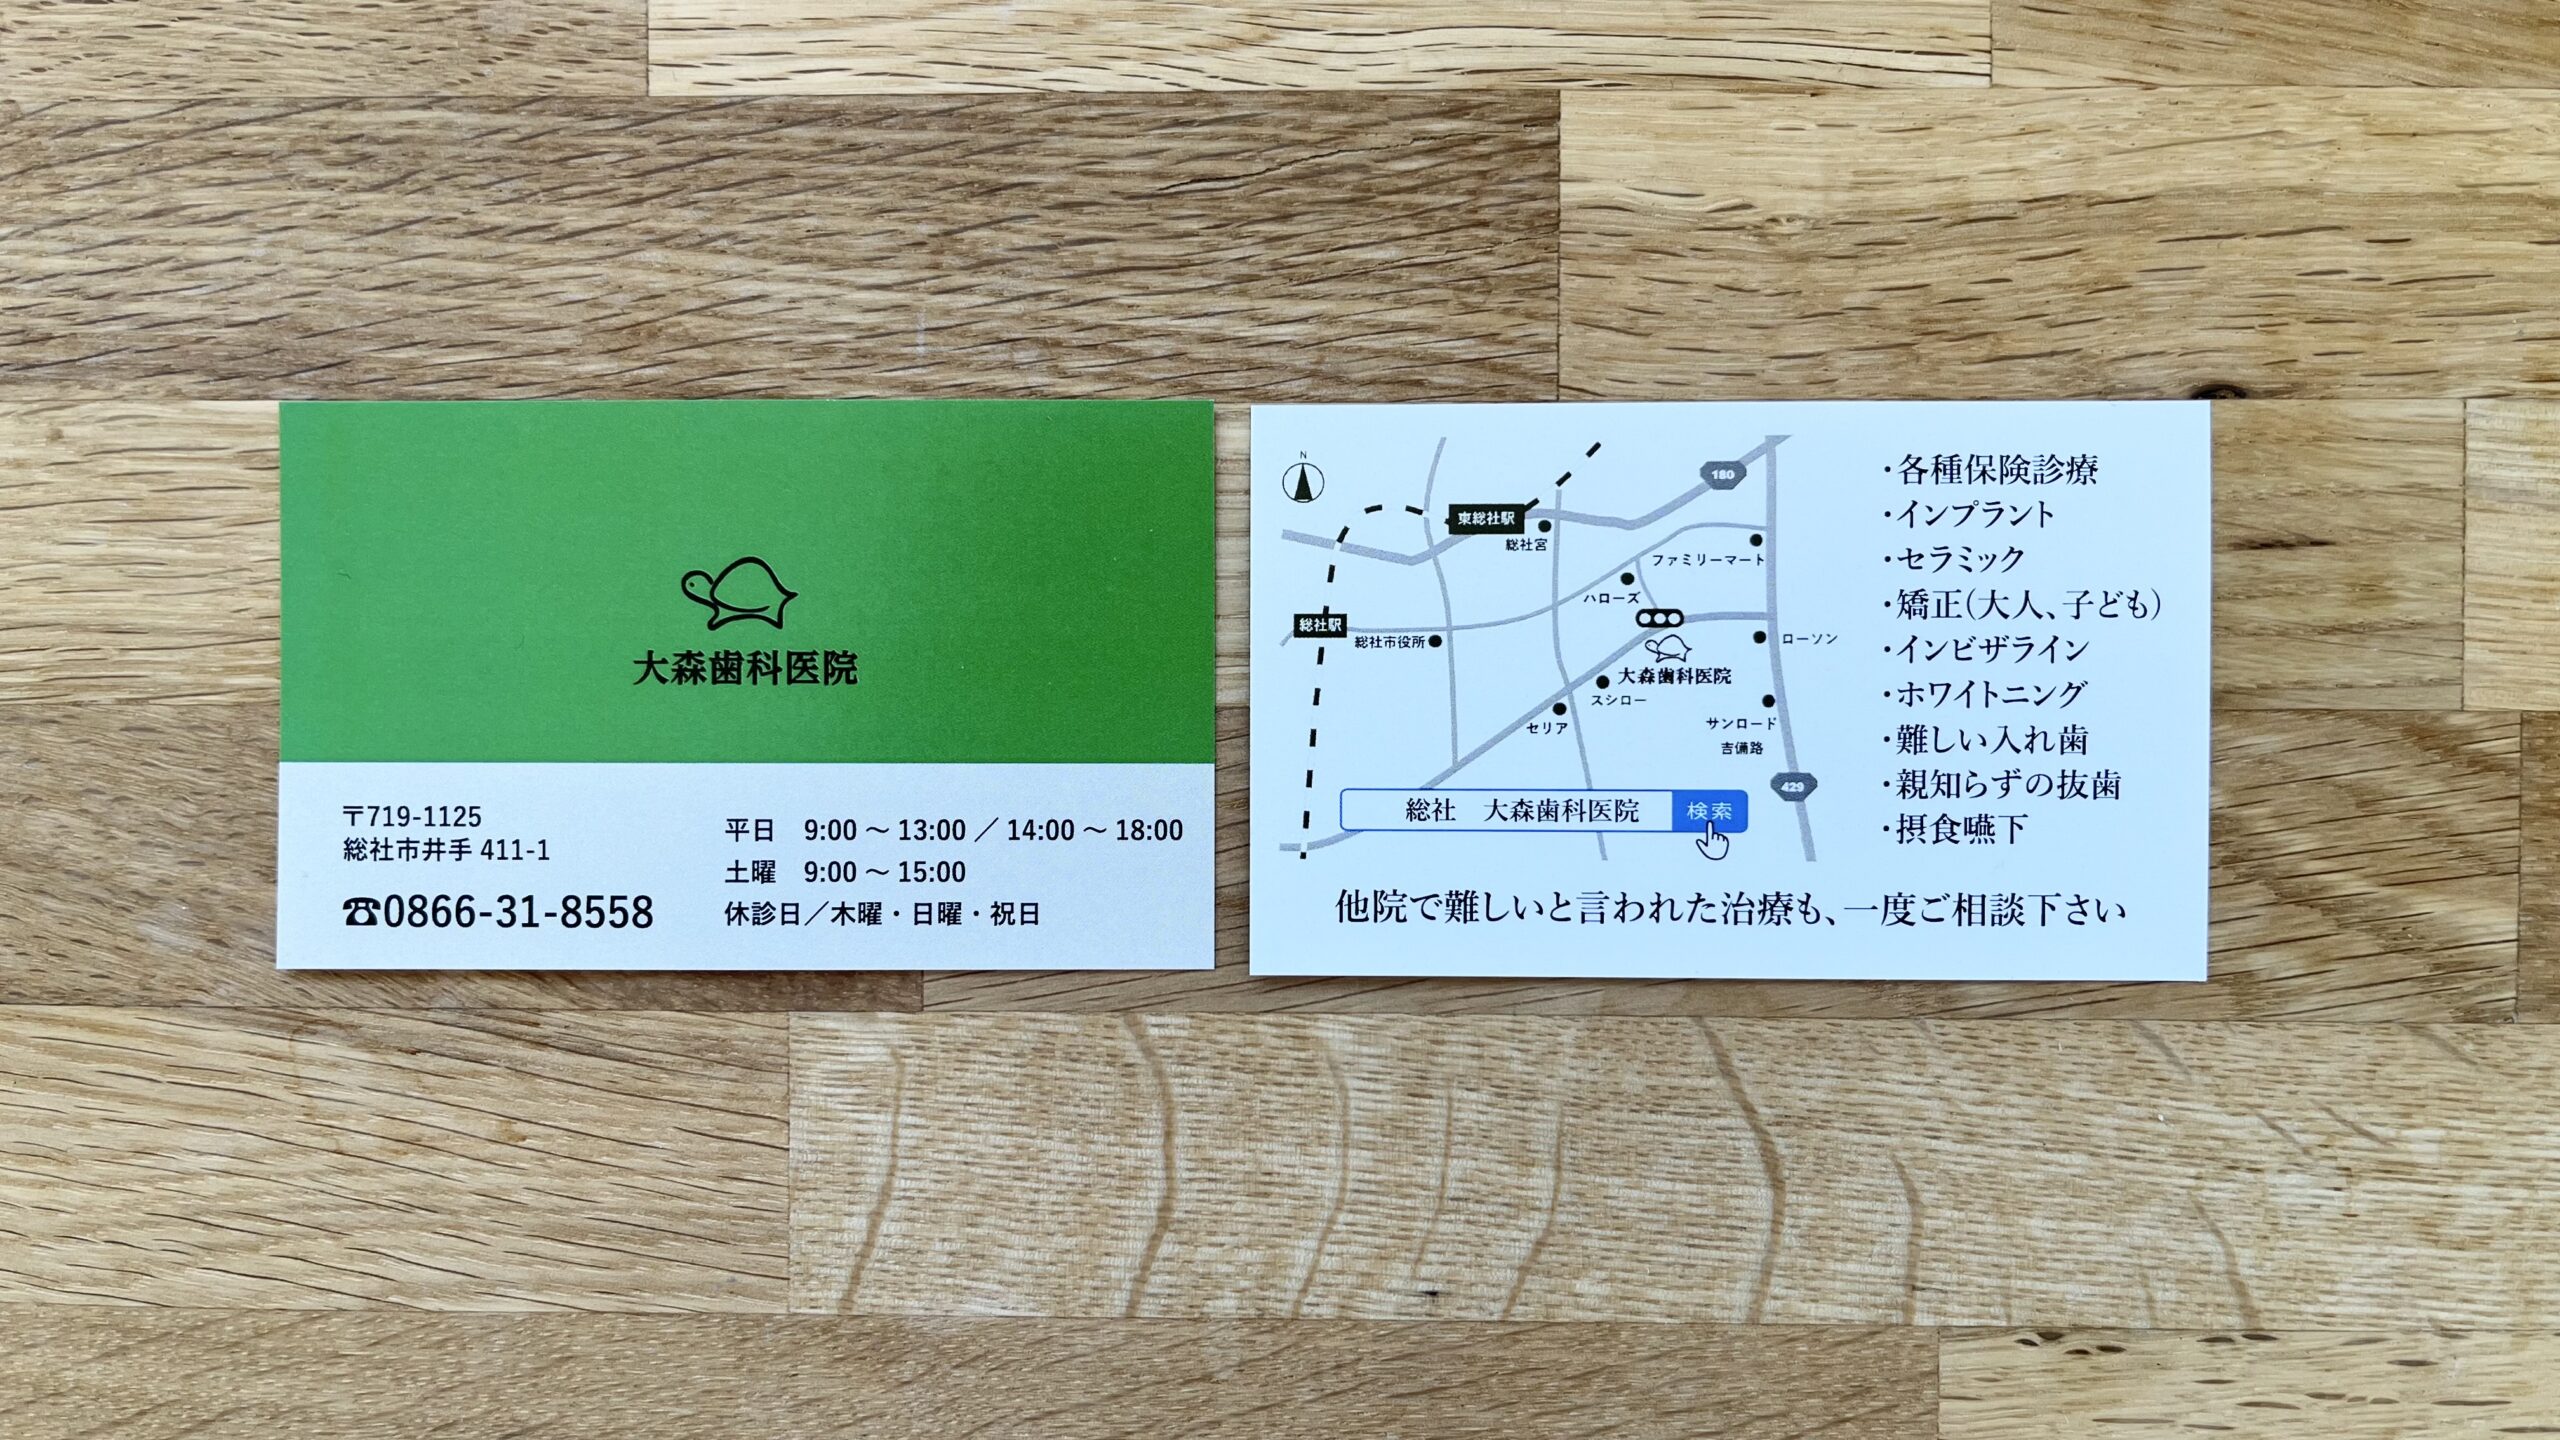 大森歯科医院
〒719-1125
総社市井手 411-1
☎0866-31-8558
平日 9:00 ～ 13:00 ／ 14:00 ～ 18:00
土曜 9:00 ～ 15:00
休診日／木曜・日曜・祝日
N
180
東総社駅
総社宮
ファミリーマート
ハローズ
総社駅
総社市役所
ローソン
大森歯科医院
スシロー
セリア
サンロード
吉備路
429
総社 大森歯科医院 検索
・各種保険診療
・インプラント
・セラミック
・矯正（大人、子ども）
・インビザライン
・ホワイトニング
・難しい入れ歯
・親知らずの抜歯
・摂食嚥下
他院で難しいと言われた治療も、一度ご相談下さい